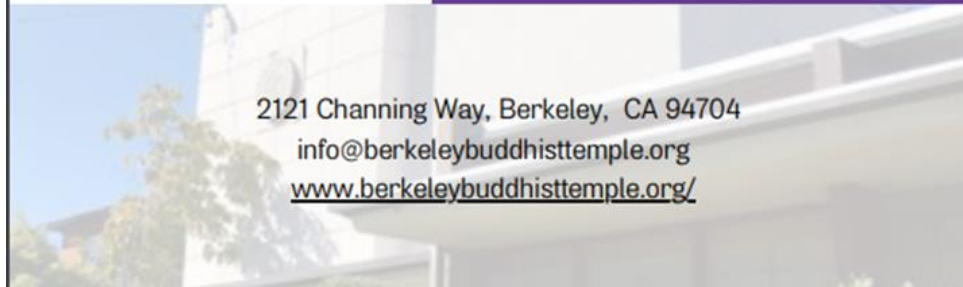 2121 Channing Way, Berkeley,  CA 94704
info@berkeleybuddhisttemple.org
www.berkeleybuddhisttemple.org/